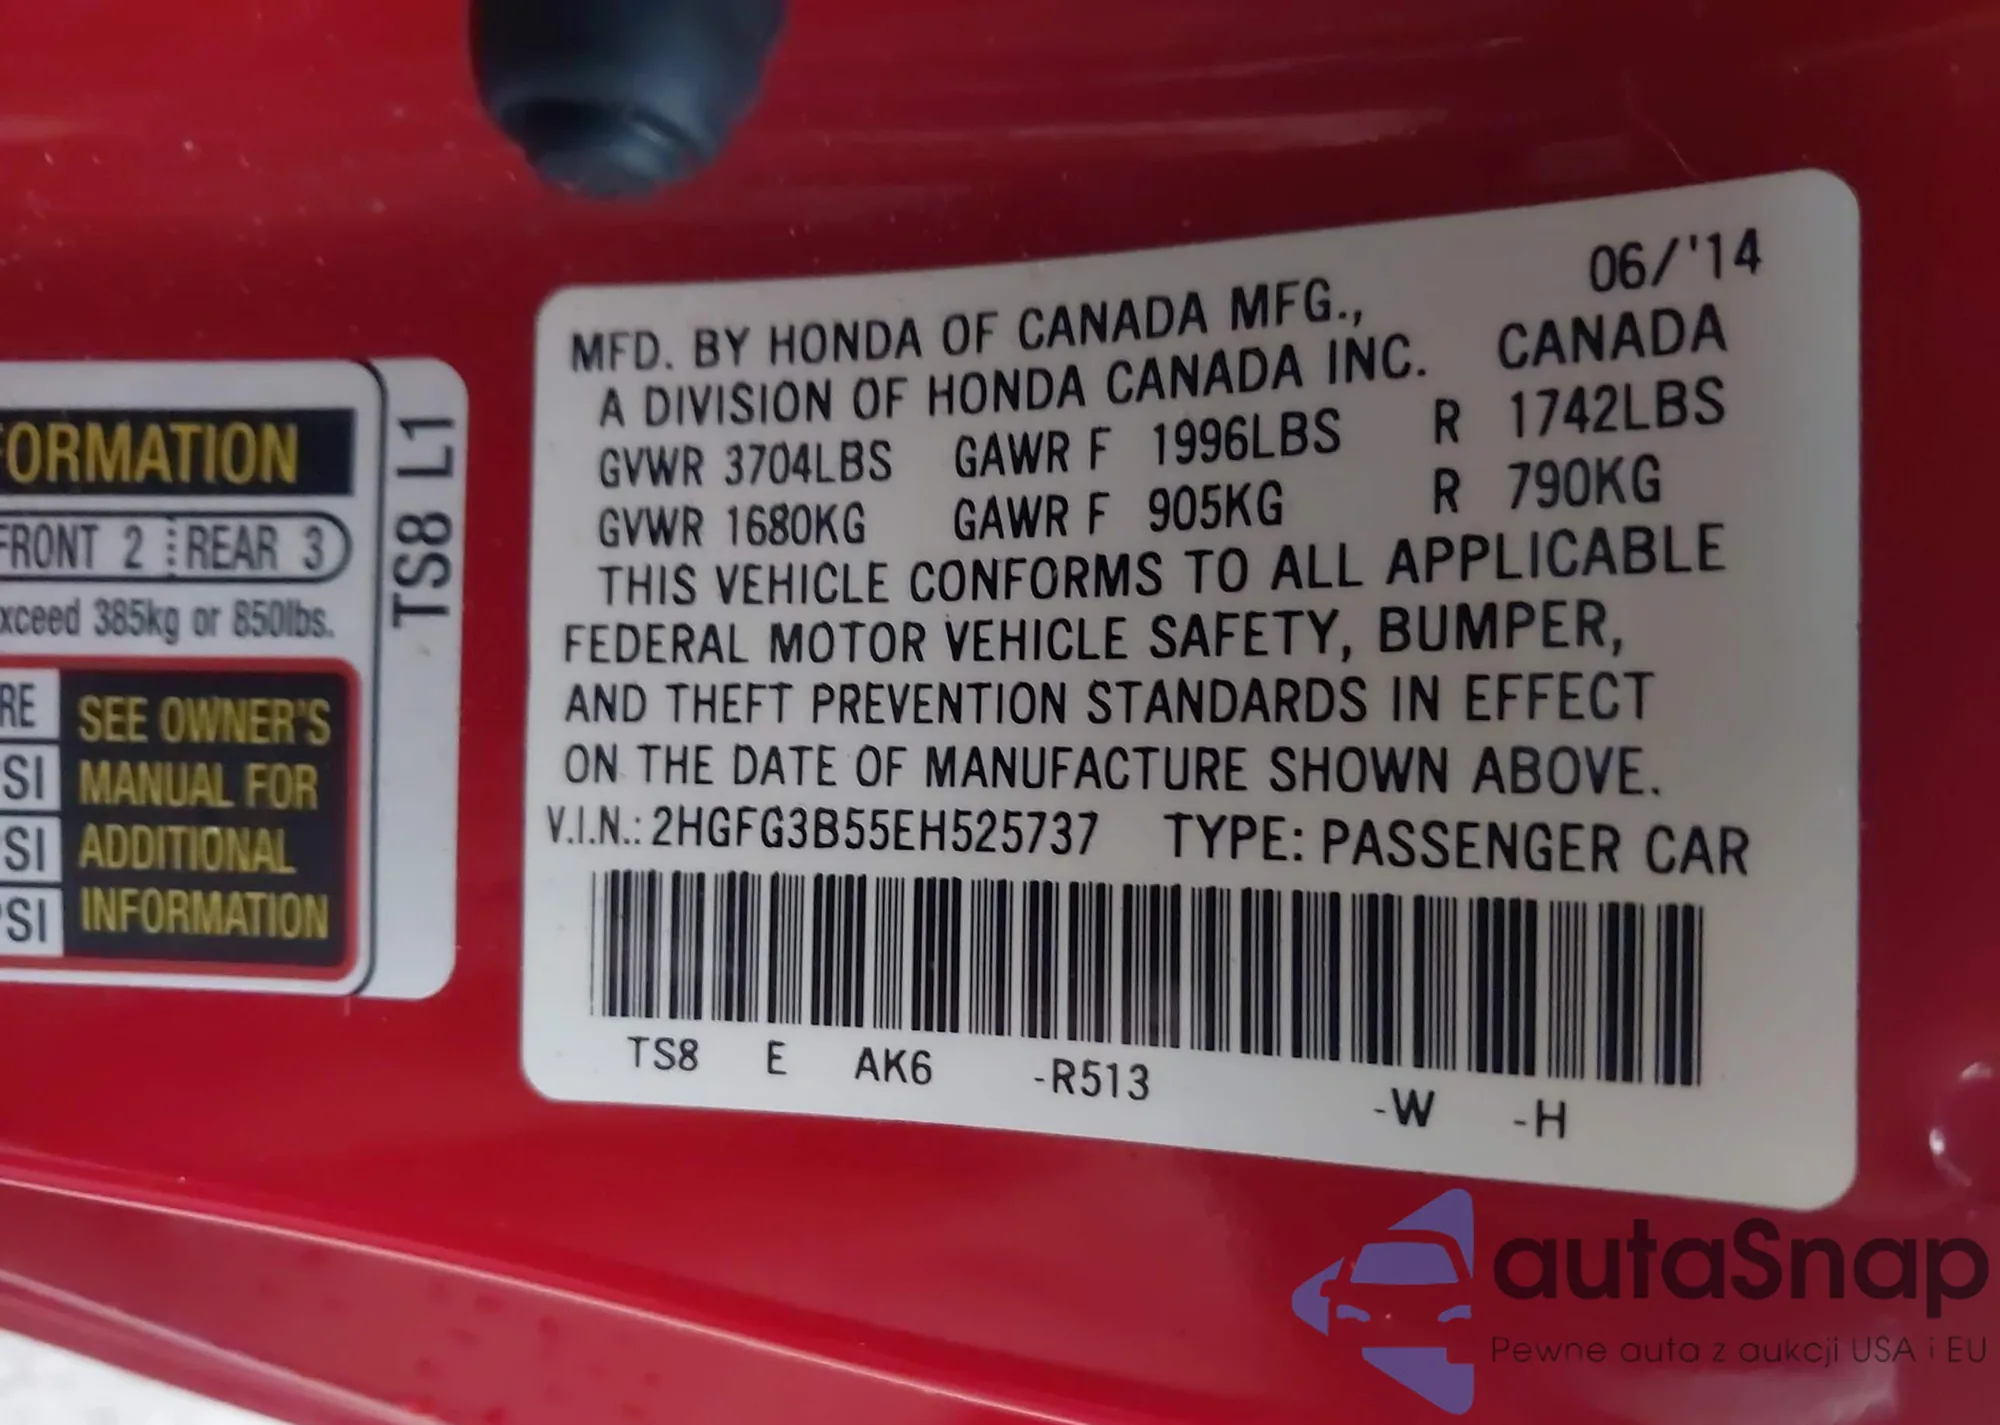 FORMATION
FRONT 2 REAR 3
xceed 385kg or 850lbs.
RE
SI
SI
PSI
SEE OWNER'S
MANUAL FOR
ADDITIONAL
INFORMATION
TS8 L1
06/'14
MFD. BY HONDA OF CANADA MFG.,
A DIVISION OF HONDA CANADA INC. CANADA
GVWR 3704LBS GAWR F 1996LBS R 1742LBS
GVWR 1680KG GAWR F 905KG R 790KG
THIS VEHICLE CONFORMS TO ALL APPLICABLE
FEDERAL MOTOR VEHICLE SAFETY, BUMPER,
AND THEFT PREVENTION STANDARDS IN EFFECT
ON THE DATE OF MANUFACTURE SHOWN ABOVE.
V.I.N.: 2HGFG3B55EH525737 TYPE: PASSENGER CAR
TS8 E AK6 -R513 -W -H
autaSnap
Pewne auta z aukcji USA i EU